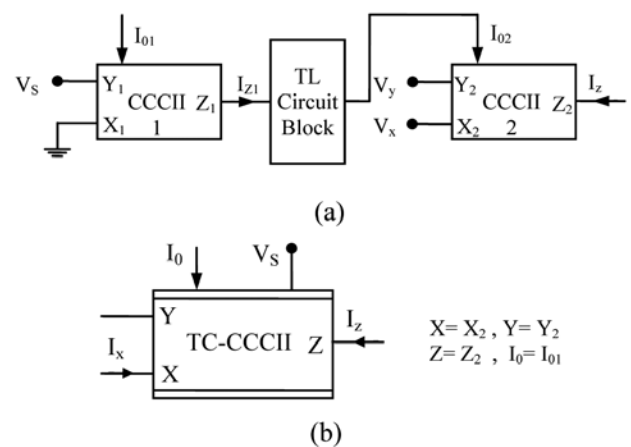 I01
VS
Y1
X1
CCCII
1
Z1
IZ1
TL
Circuit
Block
I02
Vy
Vx
Y2
X2
CCCII
2
Z2
Iz
(a)
I0
VS
Y
Ix
X
TC-CCCII
Z
Iz
X= X2 , Y= Y2
Z= Z2 , I0= I01
(b)